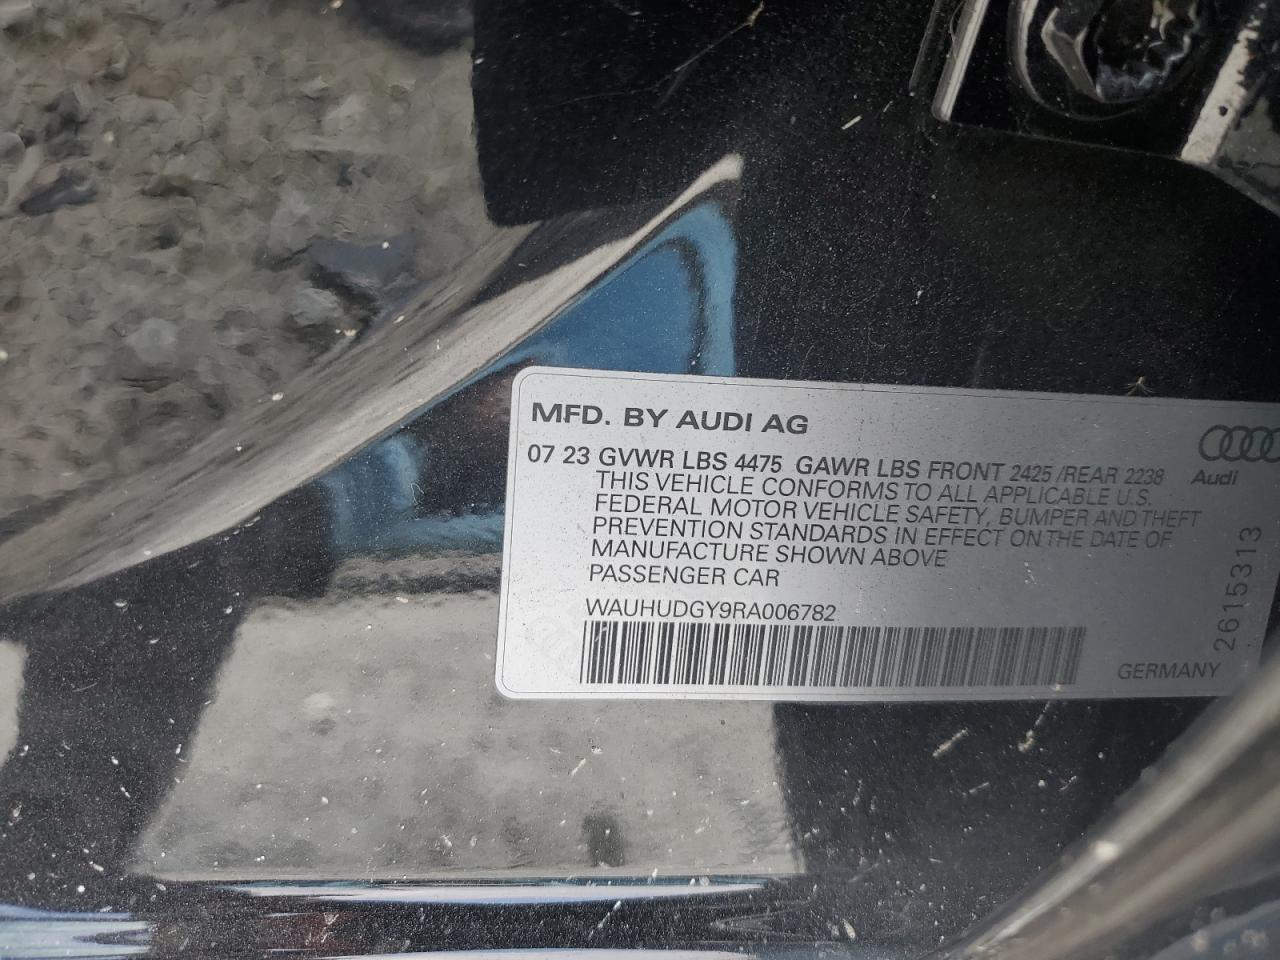 MFD. BY AUDI AG
07 23 GVWR LBS 4475 GAWR LBS FRONT 2425 /REAR 2238
Audi
THIS VEHICLE CONFORMS TO ALL APPLICABLE U.S.
FEDERAL MOTOR VEHICLE SAFETY, BUMPER AND THEFT
PREVENTION STANDARDS IN EFFECT ON THE DATE OF
MANUFACTURE SHOWN ABOVE
PASSENGER CAR
WAUHUDGY9RA006782
GERMANY
2615313